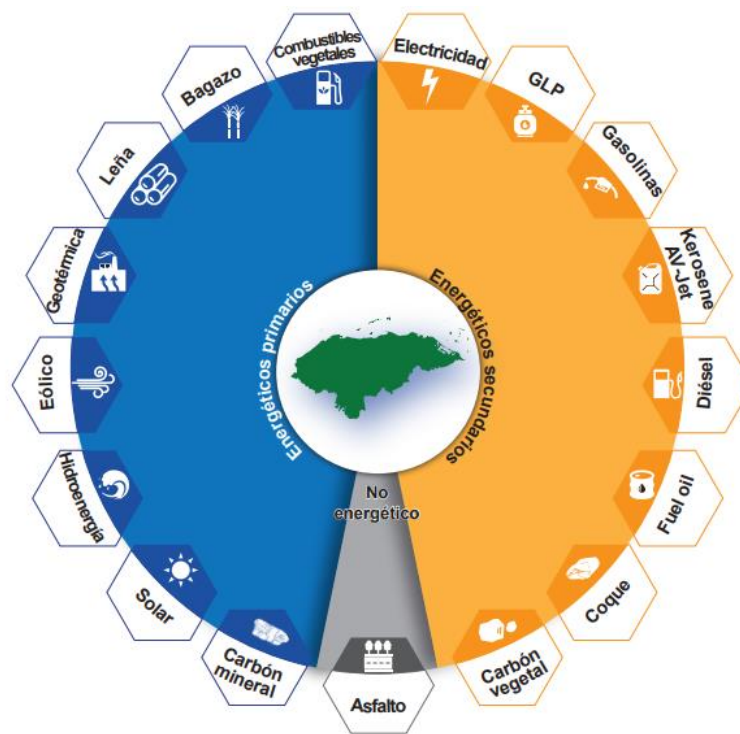 Combustibles
vegetales
Electricidad
Bagazo
GLP
Leña
Gasolinas
Geotérmica
Kerosene
AV-Jet
Energéticos primarios
Energéticos secundarios
Eólico
Diésel
Hidroenergía
Fuel oil
No
energético
Solar
Coque
Carbón
mineral
Carbón
vegetal
Asfalto